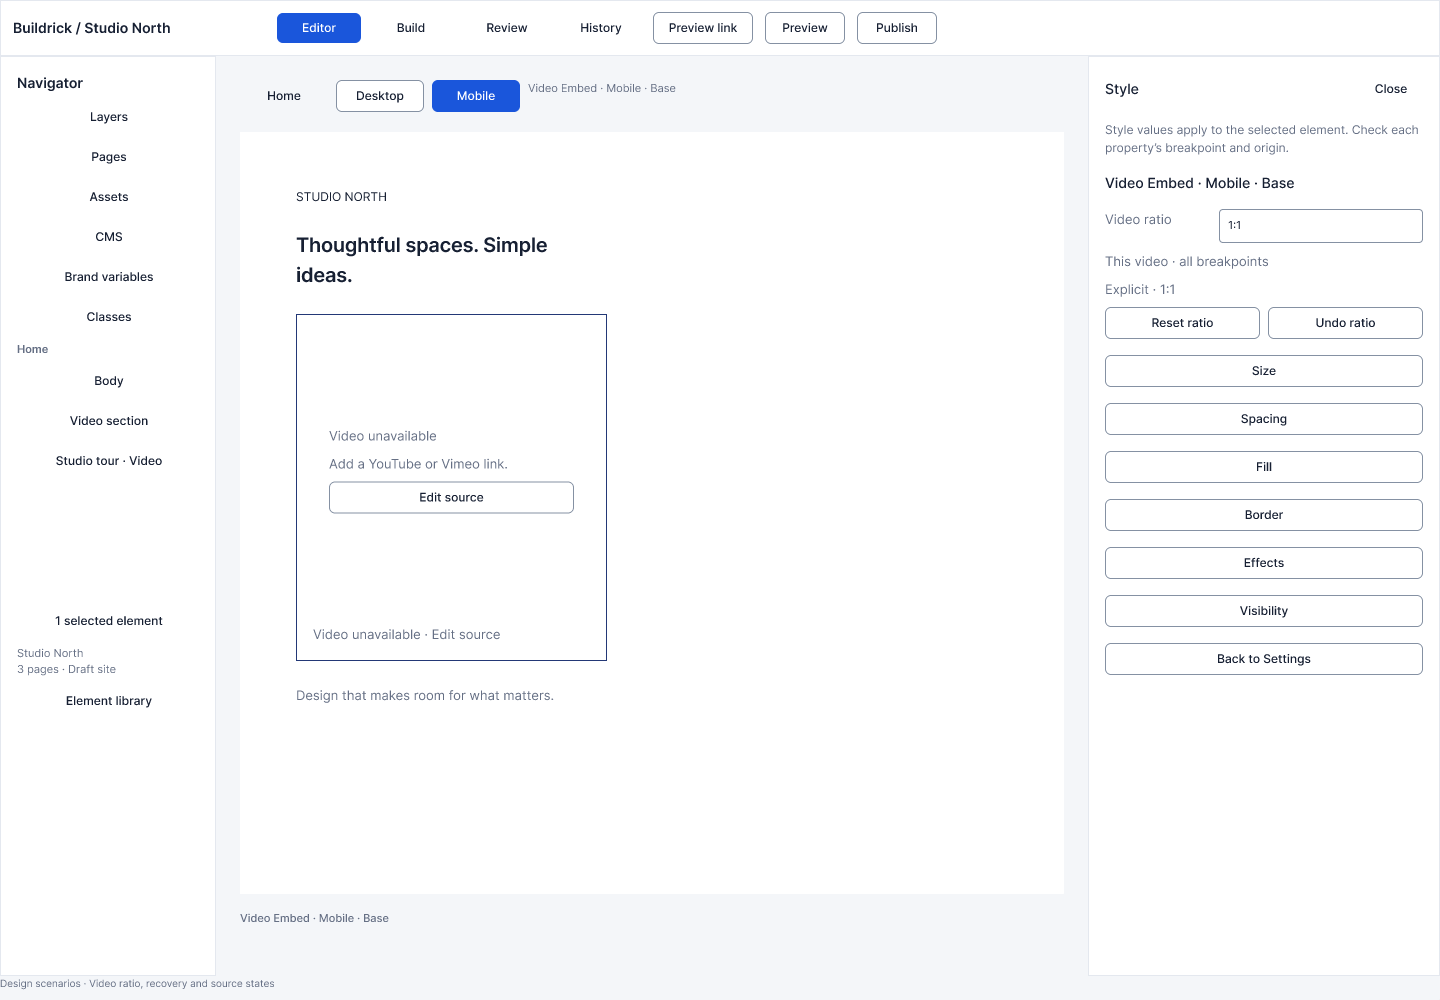 Buildrick / Studio North
Editor
Build
Review
History
Preview link
Preview
Publish
Navigator
Layers
Pages
Assets
CMS
Brand variables
Classes
Home
Body
Video section
Studio tour · Video
1 selected element
Studio North
3 pages · Draft site
Element library
Home
Desktop
Mobile
Video Embed · Mobile · Base
STUDIO NORTH
Thoughtful spaces. Simple
ideas.
Video unavailable
Add a YouTube or Vimeo link.
Edit source
Video unavailable · Edit source
Design that makes room for what matters.
Video Embed · Mobile · Base
Style
Close
Style values apply to the selected element. Check each
property’s breakpoint and origin.
Video Embed · Mobile · Base
Video ratio
1:1
This video · all breakpoints
Explicit · 1:1
Reset ratio
Undo ratio
Size
Spacing
Fill
Border
Effects
Visibility
Back to Settings
Design scenarios · Video ratio, recovery and source states